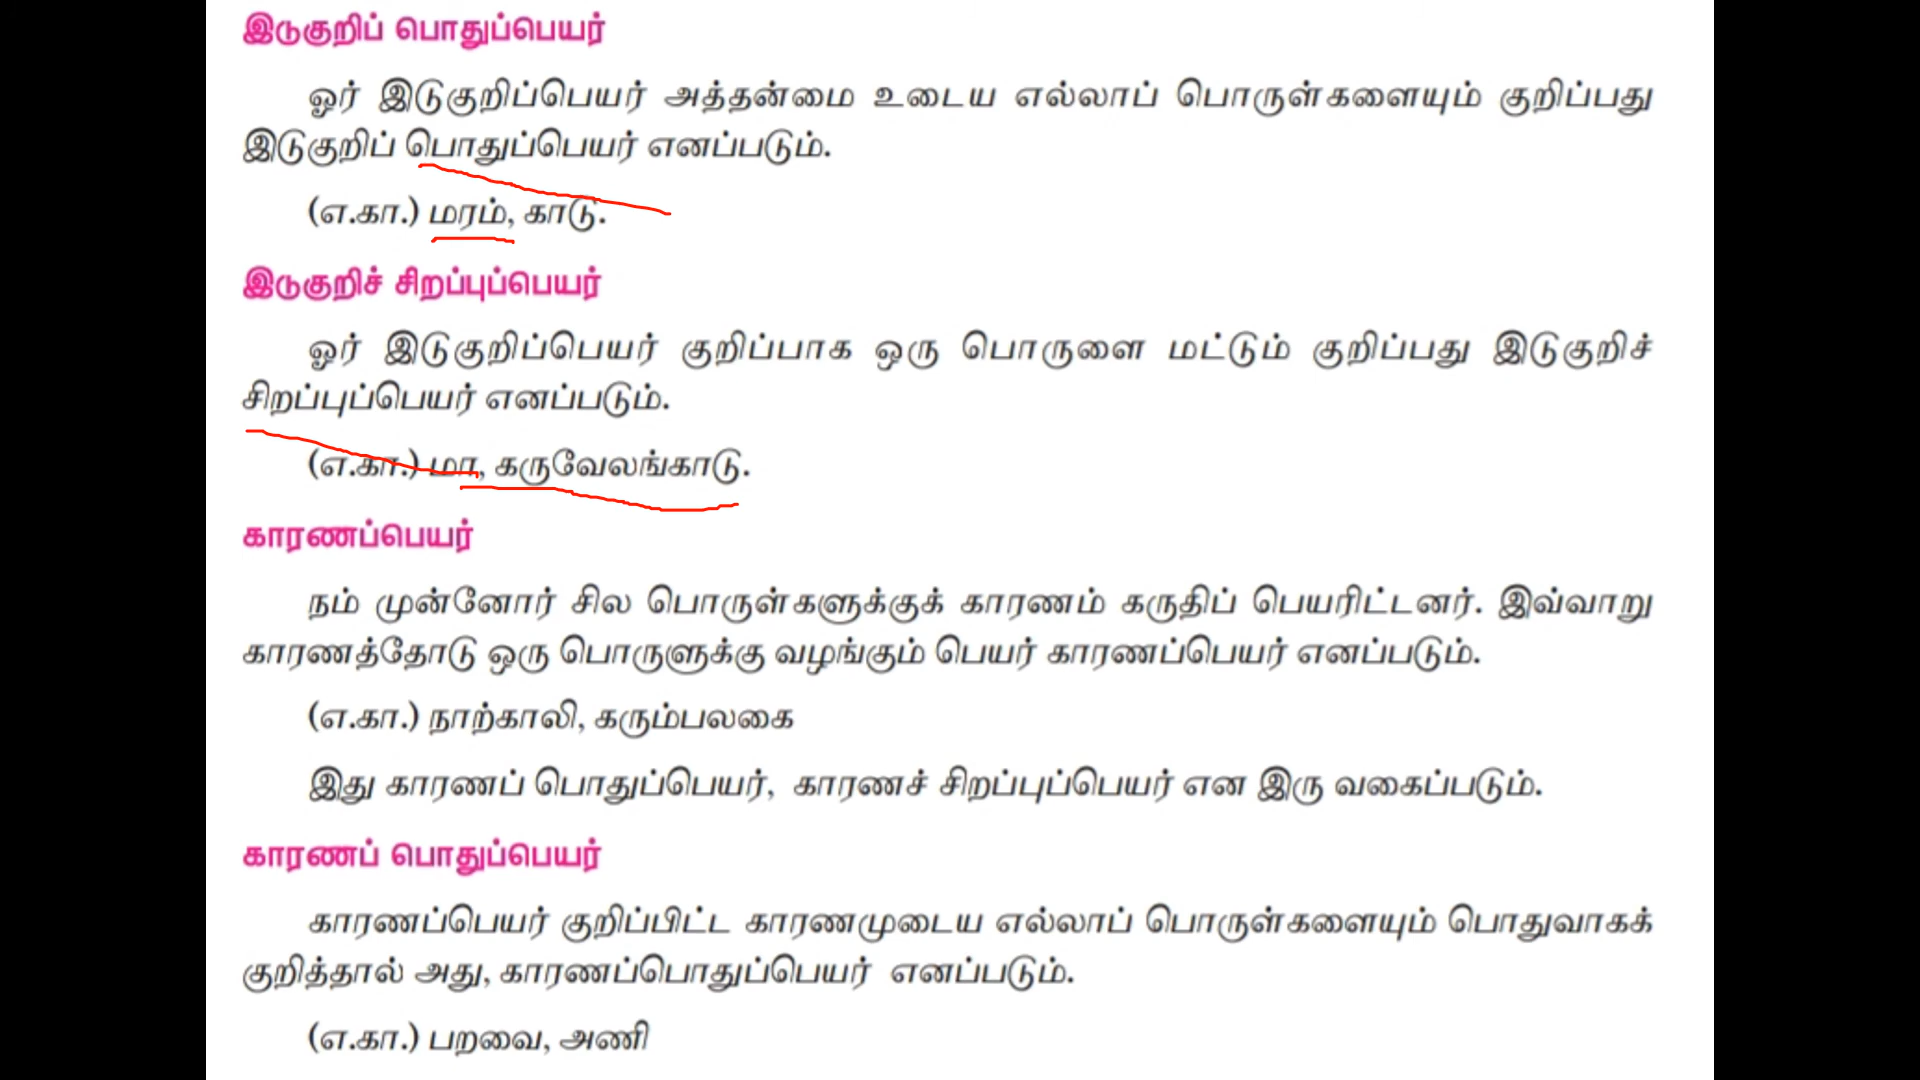 இடுகுறிப் பொதுப்பெயர்
ஓர் இடுகுறிப்பெயர் அத்தன்மை உடைய எல்லாப் பொருள்களையும் குறிப்பது
இடுகுறிப் பொதுப்பெயர் எனப்படும்.
(எ.கா.) மரம், காடு.
இடுகுறிச் சிறப்புப்பெயர்
ஓர் இடுகுறிப்பெயர் குறிப்பாக ஒரு பொருளை மட்டும் குறிப்பது இடுகுறிச்
சிறப்புப்பெயர் எனப்படும்.
(எ.கா.) மா, கருவேலங்காடு.
காரணப்பெயர்
நம் முன்னோர் சில பொருள்களுக்குக் காரணம் கருதிப் பெயரிட்டனர். இவ்வாறு
காரணத்தோடு ஒரு பொருளுக்கு வழங்கும் பெயர் காரணப்பெயர் எனப்படும்.
(எ.கா.) நாற்காலி, கரும்பலகை
இது காரணப் பொதுப்பெயர், காரணச் சிறப்புப்பெயர் என இரு வகைப்படும்.
காரணப் பொதுப்பெயர்
காரணப்பெயர் குறிப்பிட்ட காரணமுடைய எல்லாப் பொருள்களையும் பொதுவாகக்
குறித்தால் அது, காரணப்பொதுப்பெயர் எனப்படும்.
(எ.கா.) பறவை, அணி